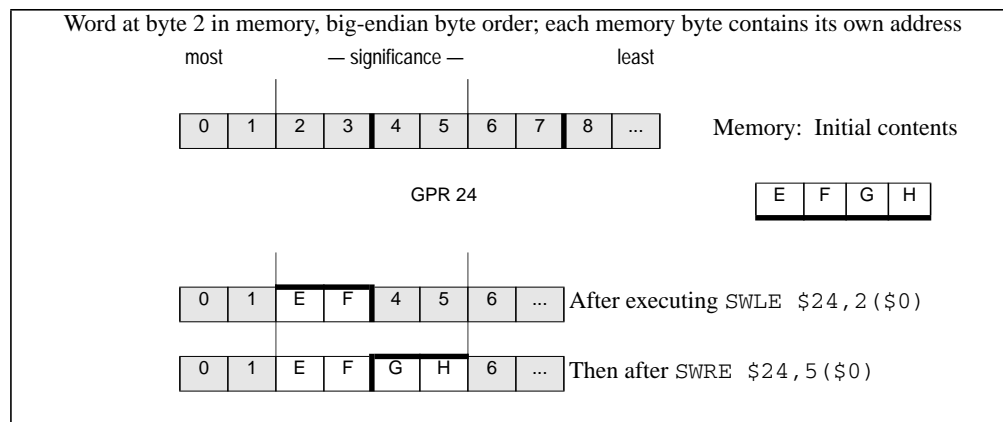 Word at byte 2 in memory, big-endian byte order; each memory byte contains its own address
most — significance — least
0 1 2 3 4 5 6 7 8 ... Memory: Initial contents
GPR 24 E F G H
0 1 E F 4 5 6 ... After executing SWLE $24,2($0)
0 1 E F G H 6 ... Then after SWRE $24,5($0)